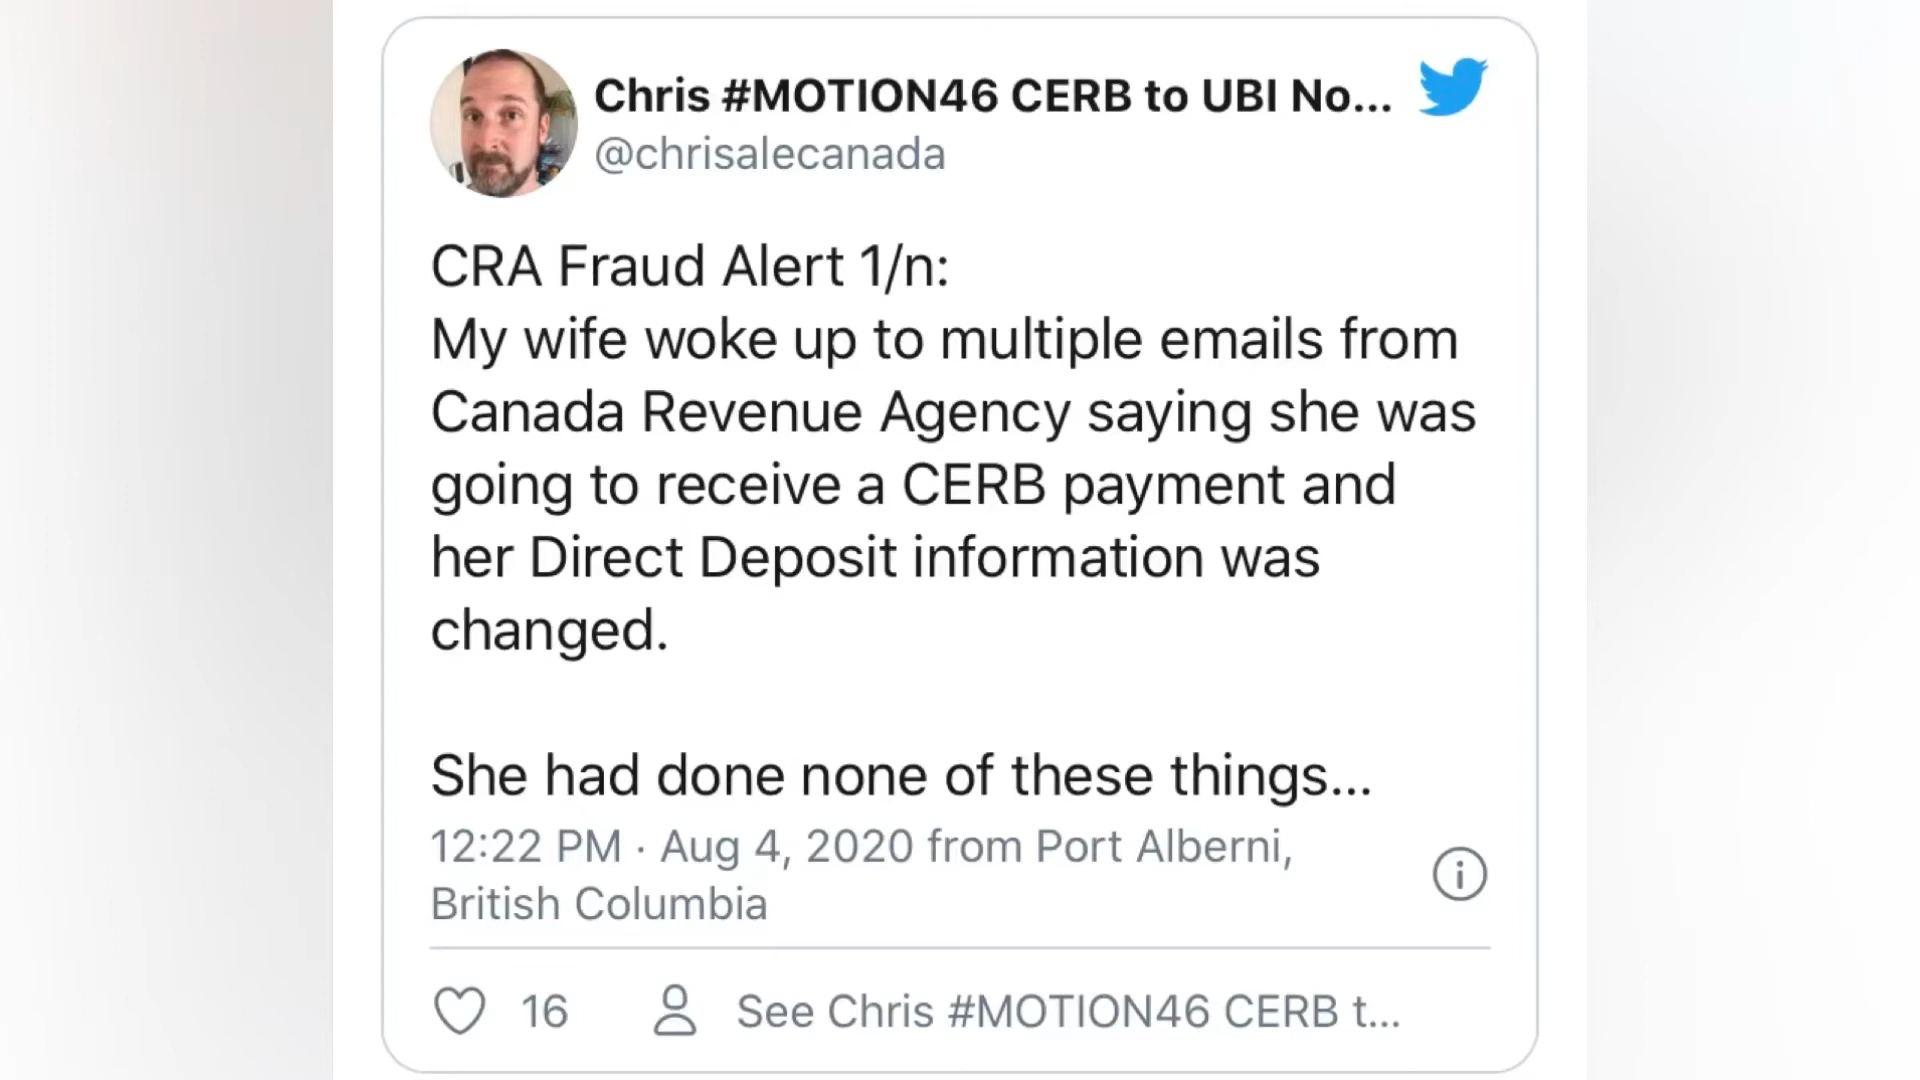 Chris #MOTION46 CERB to UBI No...
@chrisalecanada
CRA Fraud Alert 1/n:
My wife woke up to multiple emails from
Canada Revenue Agency saying she was
going to receive a CERB payment and
her Direct Deposit information was
changed.
She had done none of these things...
12:22 PM · Aug 4, 2020 from Port Alberni,
British Columbia
16
See Chris #MOTION46 CERB t...